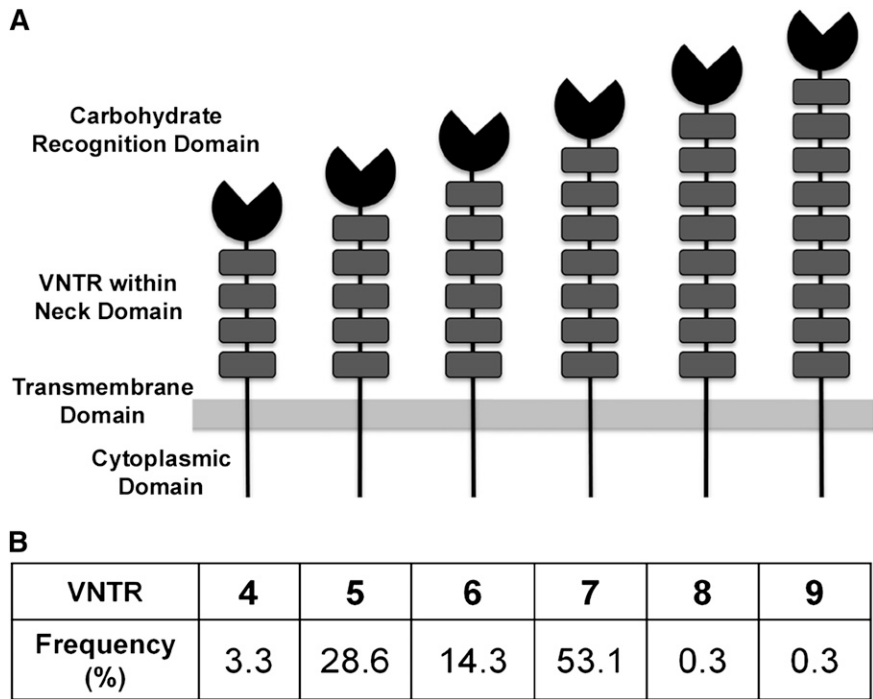 A
Carbohydrate
Recognition Domain
VNTR within
Neck Domain
Transmembrane
Domain
Cytoplasmic
Domain
B
VNTR 4 5 6 7 8 9
Frequency
(%) 3.3 28.6 14.3 53.1 0.3 0.3